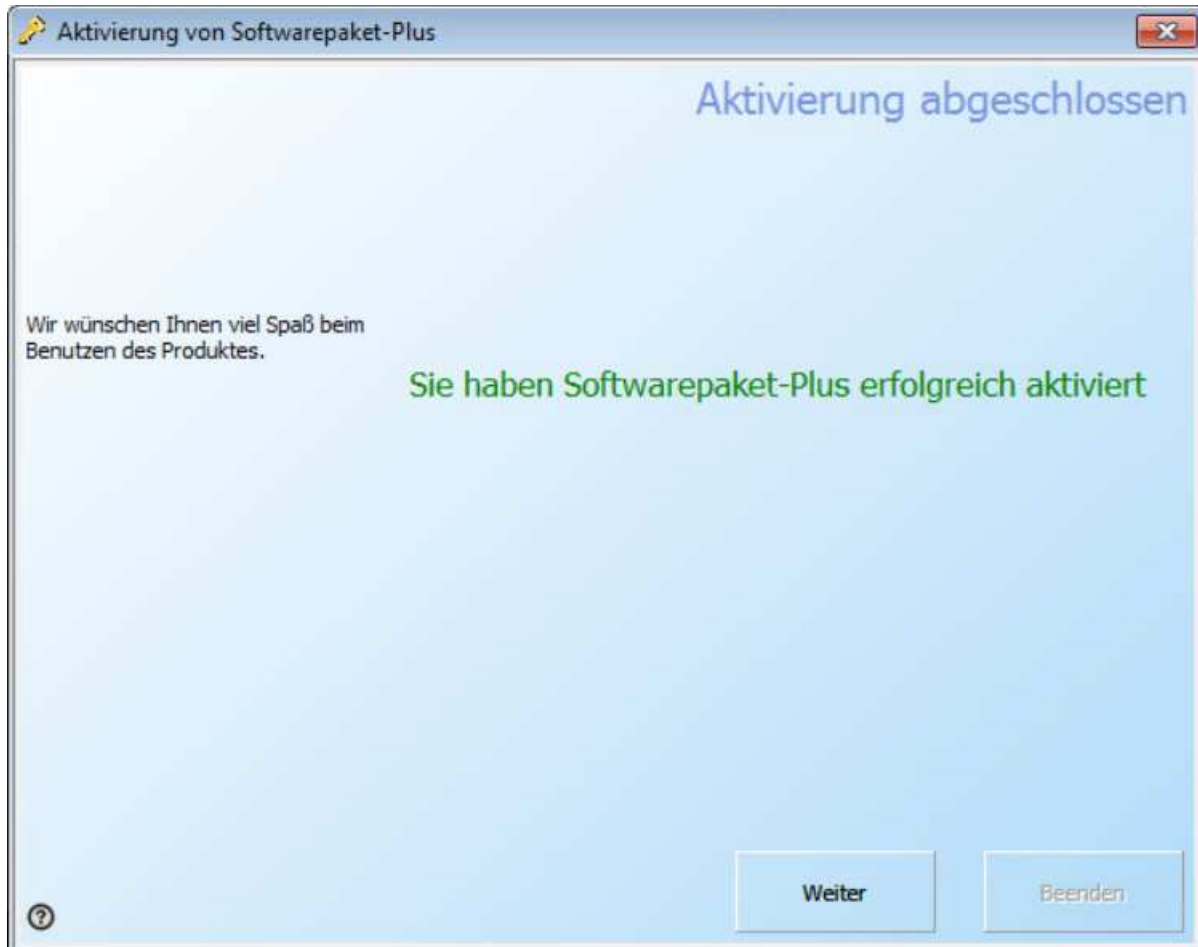 Aktivierung von Softwarepaket-Plus
Aktivierung abgeschlossen
Wir wünschen Ihnen viel Spaß beim
Benutzen des Produktes.
Sie haben Softwarepaket-Plus erfolgreich aktiviert
Weiter
Beenden